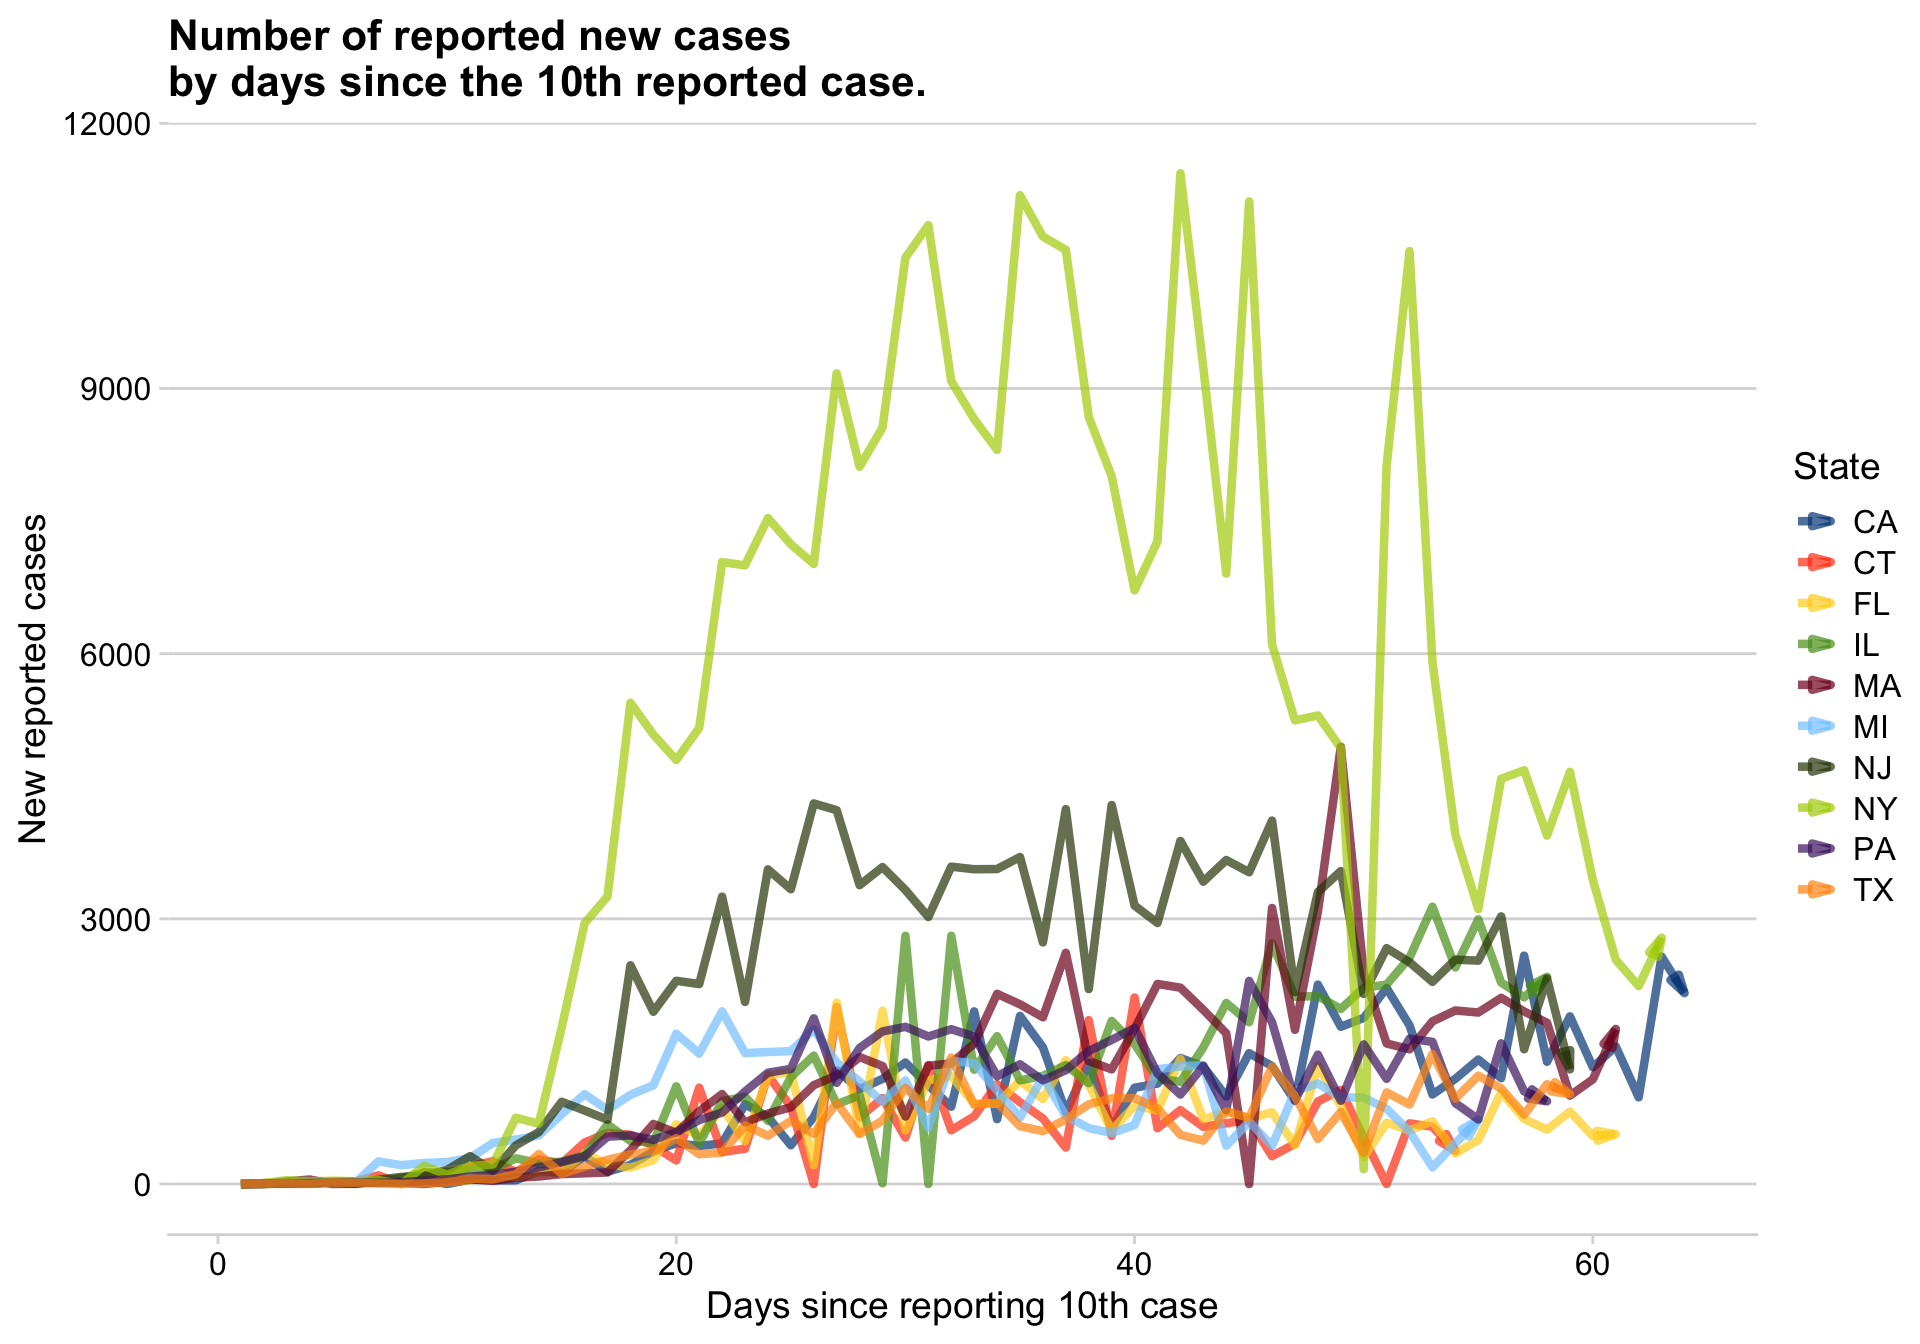 Number of reported new cases
by days since the 10th reported case.
12000
9000
6000
3000
0
New reported cases
0 20 40 60
Days since reporting 10th case
State
CA
CT
FL
IL
MA
MI
NJ
NY
PA
TX